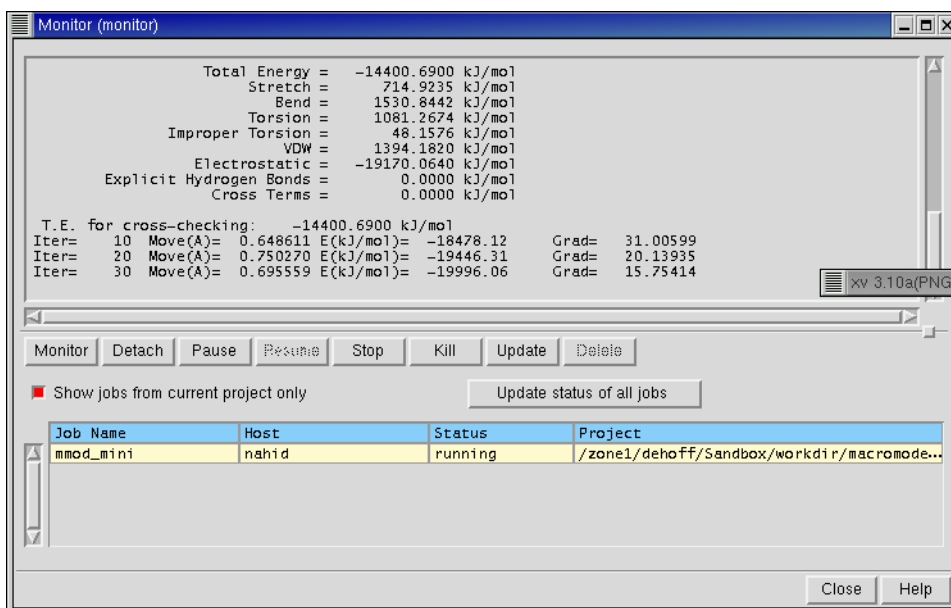 Monitor (monitor)
Total Energy = -14400.6900 kJ/mol
Stretch = 714.9235 kJ/mol
Bend = 1530.8442 kJ/mol
Torsion = 1081.2674 kJ/mol
Improper Torsion = 48.1576 kJ/mol
VDW = 1394.1820 kJ/mol
Electrostatic = -19170.0640 kJ/mol
Explicit Hydrogen Bonds = 0.0000 kJ/mol
Cross Terms = 0.0000 kJ/mol
T.E. for cross-checking: -14400.6900 kJ/mol
Iter= 10 Move(A)= 0.648611 E(kJ/mol)= -18478.12 Grad= 31.00599
Iter= 20 Move(A)= 0.750270 E(kJ/mol)= -19446.31 Grad= 20.13935
Iter= 30 Move(A)= 0.695559 E(kJ/mol)= -19996.06 Grad= 15.75414
xv 3.10a(PNG
Monitor Detach Pause Resume Stop Kill Update Delete
Show jobs from current project only Update status of all jobs
Job Name Host Status Project
mmod_mini nahid running /zone1/dehoff/Sandbox/workdir/macromode...
Close Help